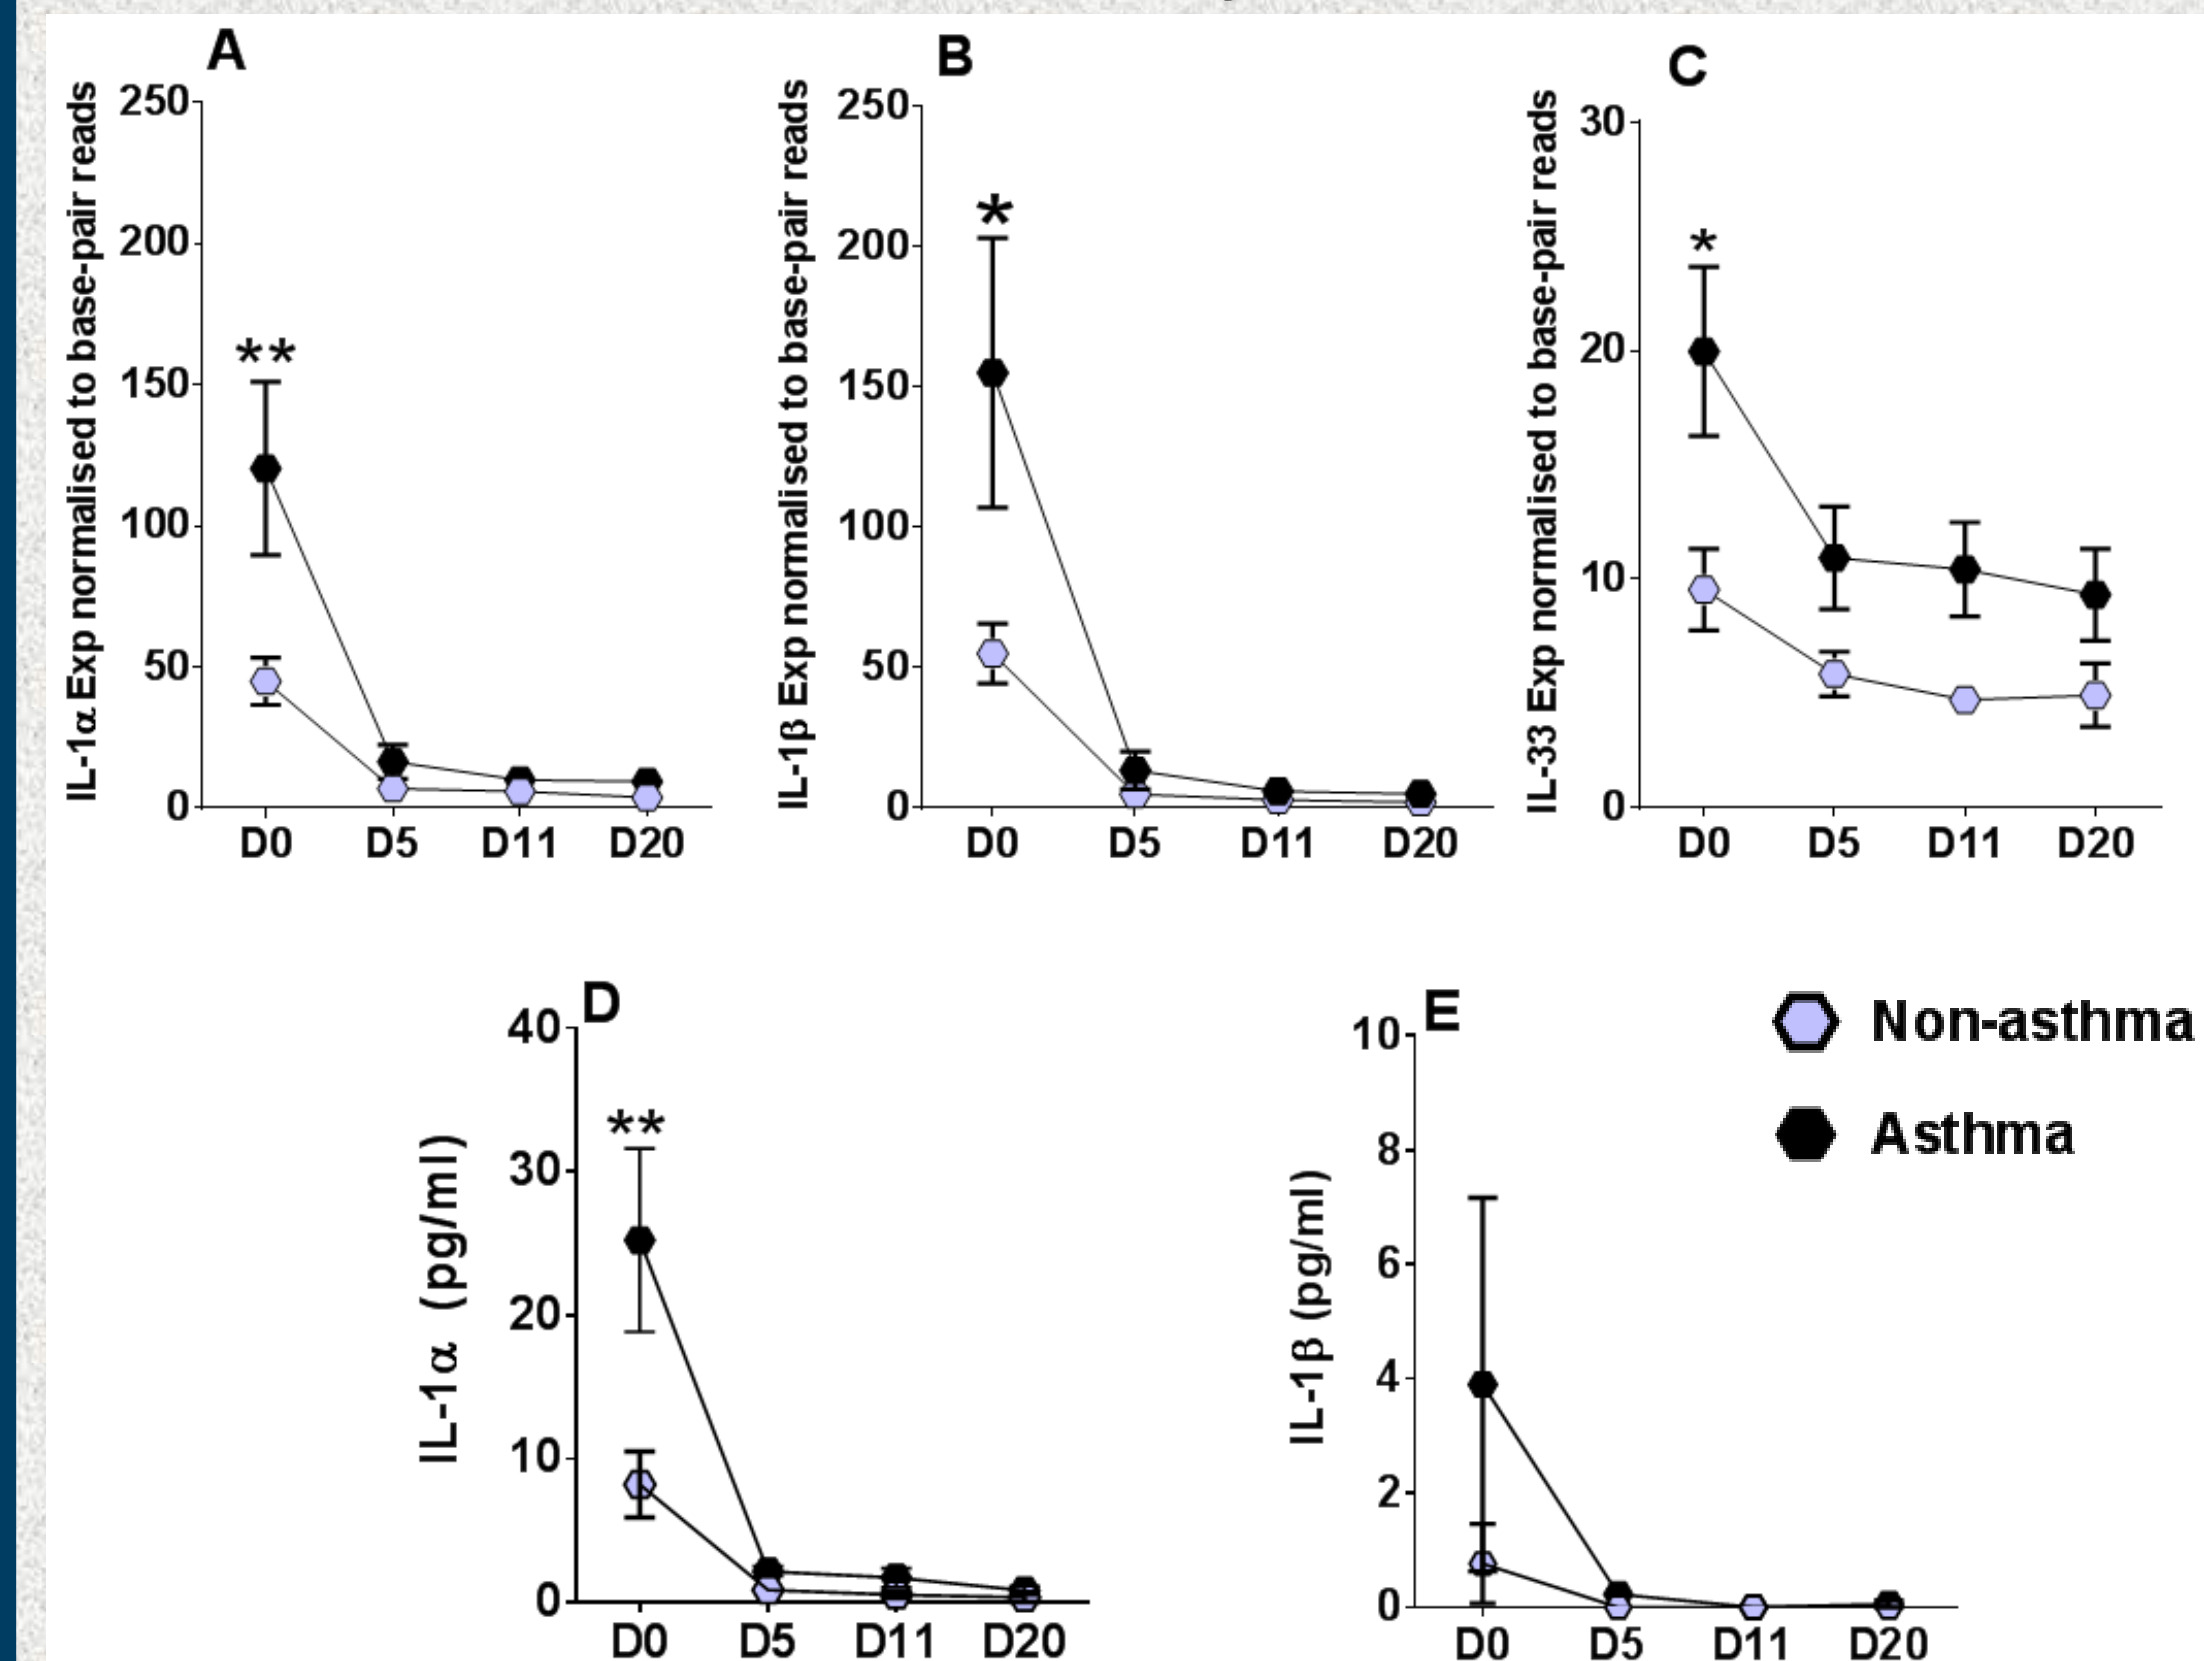 A
IL-1α Exp normalised to base-pair reads
250
200
150
100
50
0
**
D0 D5 D11 D20
B
IL-1β Exp normalised to base-pair reads
250
200
150
100
50
0
*
D0 D5 D11 D20
C
IL-33 Exp normalised to base-pair reads
30
20
10
0
*
D0 D5 D11 D20
D
IL-1α (pg/ml)
40
30
20
10
0
**
D0 D5 D11 D20
E
IL-1β (pg/ml)
10
8
6
4
2
0
D0 D5 D11 D20
Non-asthma
Asthma